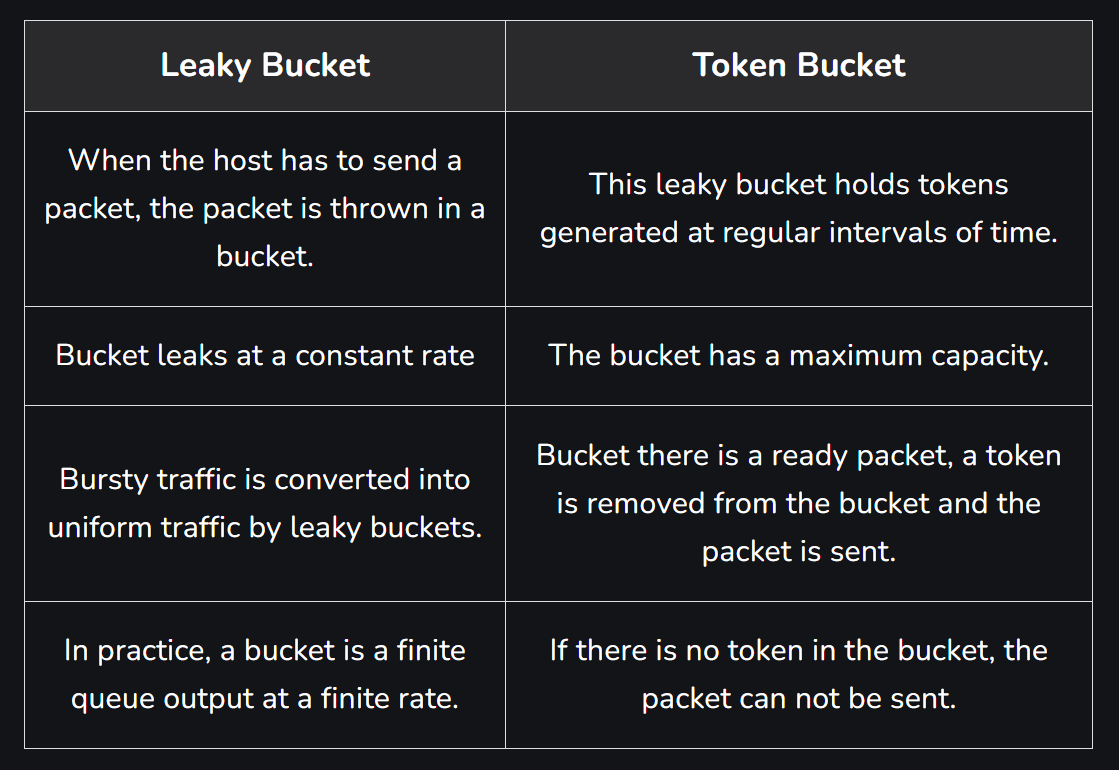 Leaky Bucket
Token Bucket
When the host has to send a
packet, the packet is thrown in a
bucket.
This leaky bucket holds tokens
generated at regular intervals of time.
Bucket leaks at a constant rate
The bucket has a maximum capacity.
Bursty traffic is converted into
uniform traffic by leaky buckets.
Bucket there is a ready packet, a token
is removed from the bucket and the
packet is sent.
In practice, a bucket is a finite
queue output at a finite rate.
If there is no token in the bucket, the
packet can not be sent.